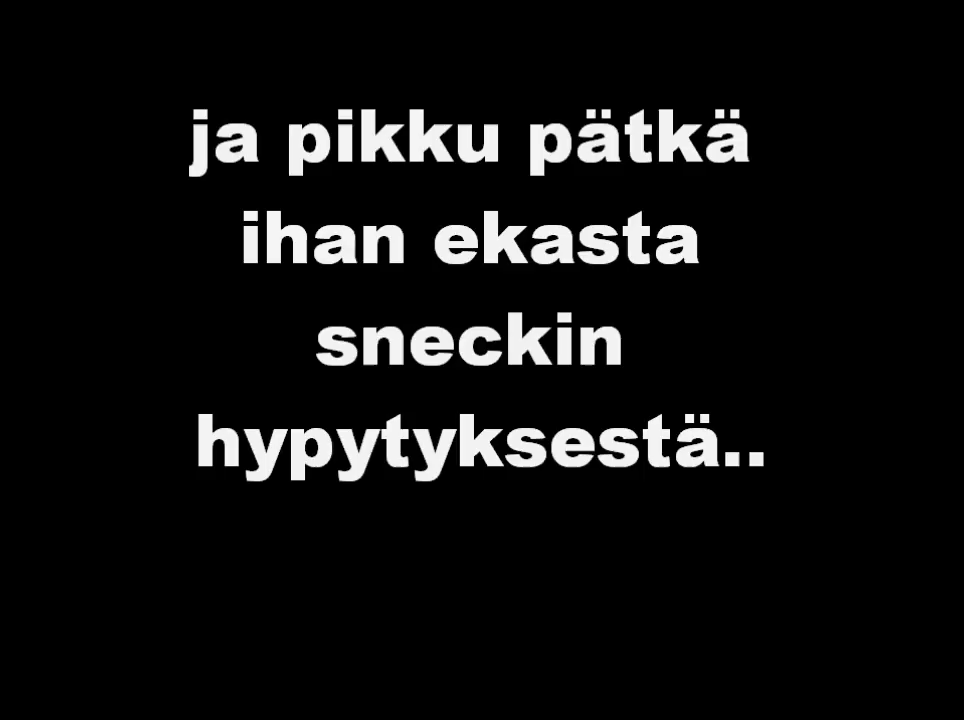 ja pikku pätkä
ihan ekasta
sneckin
hypytyksestä..